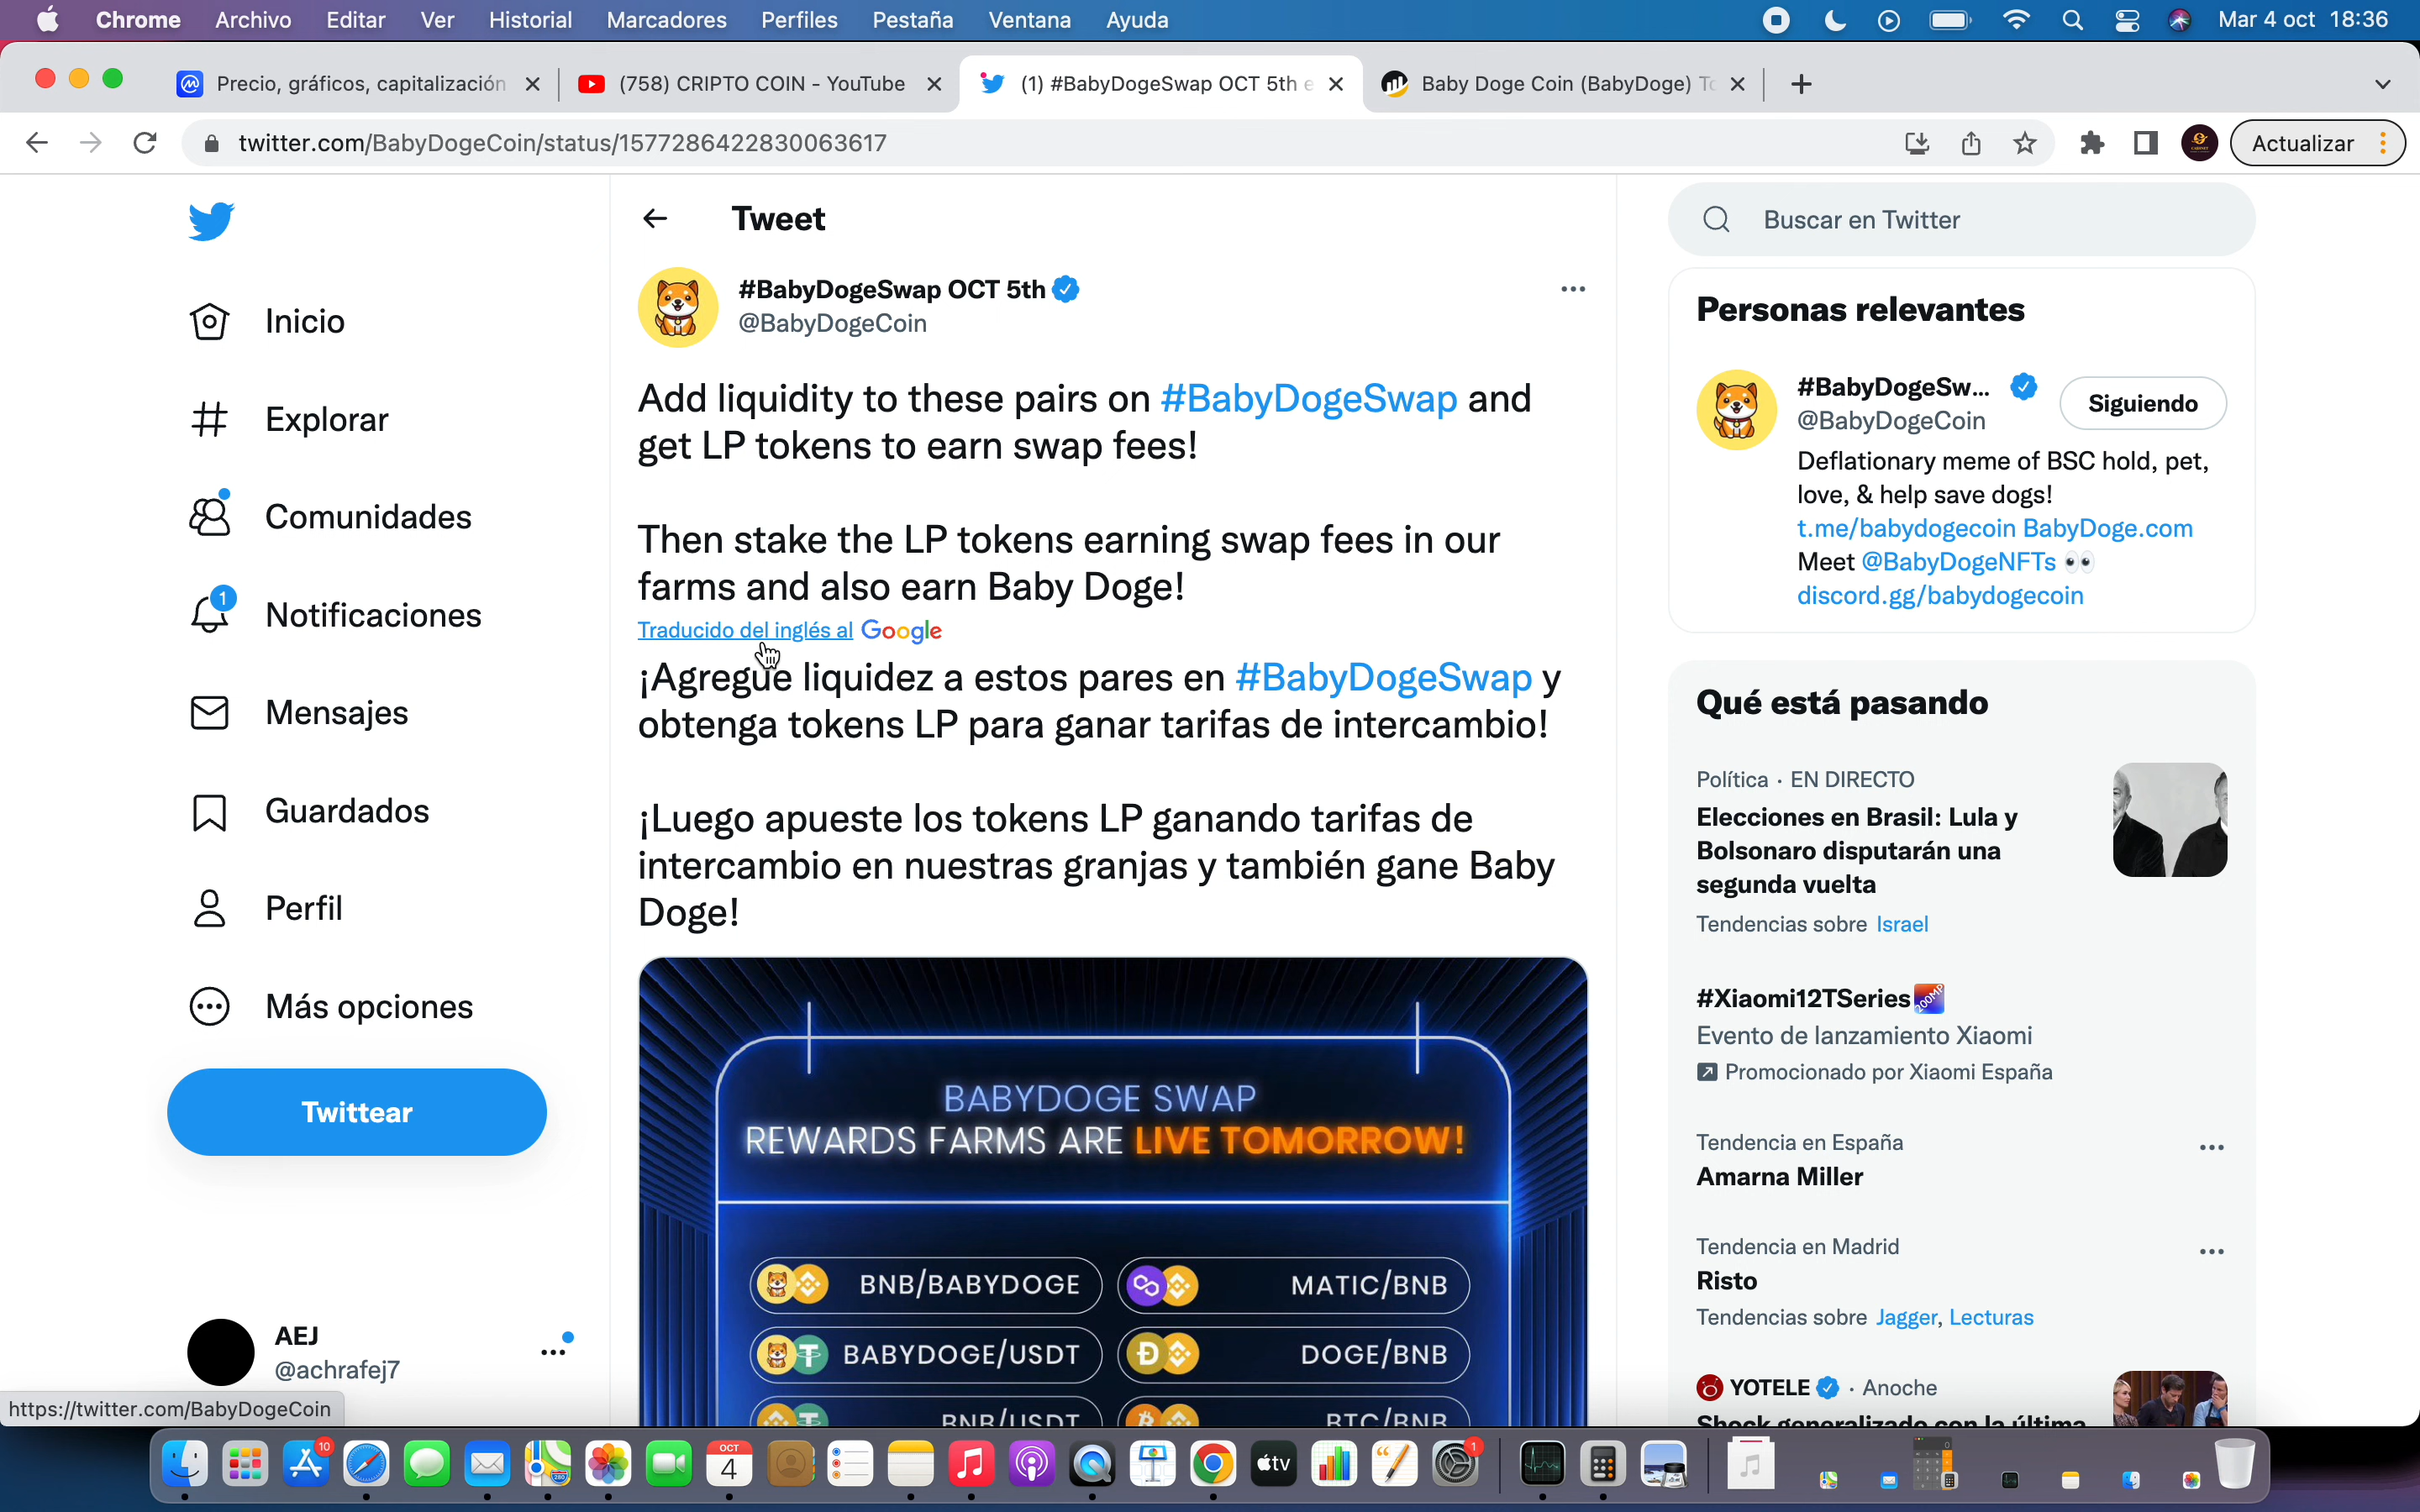 Chrome Archivo Editar Ver Historial Marcadores Perfiles Pestaña Ventana Ayuda Mar 4 oct 18:36
Precio, gráficos, capitalización (758) CRIPTO COIN - YouTube (1) #BabyDogeSwap OCT 5th e Baby Doge Coin (BabyDoge) To
twitter.com/BabyDogeCoin/status/1577286422830063617 Actualizar
Inicio
Explorar
Comunidades
1
Notificaciones
Mensajes
Guardados
Perfil
Más opciones
Twittear
AEJ
@achrafej7
https://twitter.com/BabyDogeCoin
Tweet
#BabyDogeSwap OCT 5th
@BabyDogeCoin
Add liquidity to these pairs on #BabyDogeSwap and
get LP tokens to earn swap fees!
Then stake the LP tokens earning swap fees in our
farms and also earn Baby Doge!
Traducido del inglés al Google
¡Agregue liquidez a estos pares en #BabyDogeSwap y
obtenga tokens LP para ganar tarifas de intercambio!
¡Luego apueste los tokens LP ganando tarifas de
intercambio en nuestras granjas y también gane Baby
Doge!
BABYDOGE SWAP
REWARDS FARMS ARE LIVE TOMORROW!
BNB/BABYDOGE MATIC/BNB
BABYDOGE/USDT DOGE/BNB
BNB/USDT BTC/BNB
Buscar en Twitter
Personas relevantes
#BabyDogeSw...
@BabyDogeCoin
Siguiendo
Deflationary meme of BSC hold, pet,
love, & help save dogs!
t.me/babydogecoin BabyDoge.com
Meet @BabyDogeNFTs 👀
discord.gg/babydogecoin
Qué está pasando
Política · EN DIRECTO
Elecciones en Brasil: Lula y
Bolsonaro disputarán una
segunda vuelta
Tendencias sobre Israel
#Xiaomi12TSeries 200MP
Evento de lanzamiento Xiaomi
Promocionado por Xiaomi España
Tendencia en España
Amarna Miller
Tendencia en Madrid
Risto
Tendencias sobre Jagger, Lecturas
YOTELE · Anoche
Shock generalizado con la última
10 280 OCT 4 tv 1